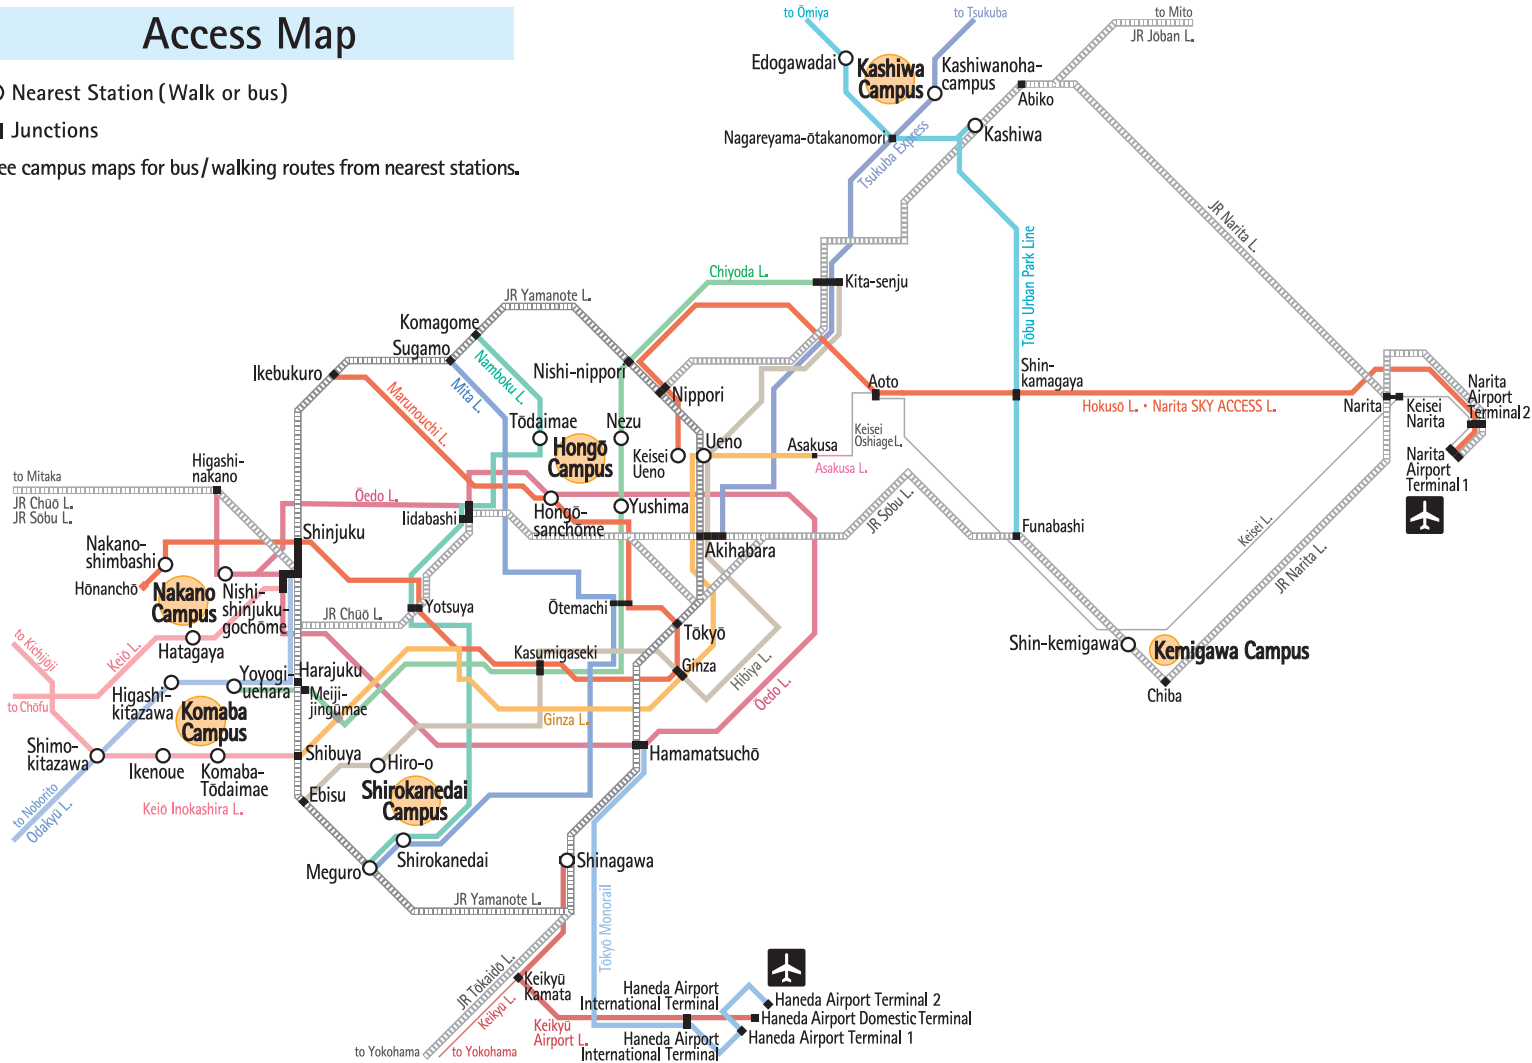 Access Map
Nearest Station (Walk or bus)
Junctions
ee campus maps for bus/walking routes from nearest stations.
to Ōmiya
to Tsukuba
to Mito
JR Jōban L.
Edogawadai
Kashiwa
Campus
Kashiwanoha-
campus
Abiko
Nagareyama-ōtakanomori
Kashiwa
Tsukuba Express
JR Narita L.
Tōbu Urban Park Line
Chiyoda L.
Kita-senju
JR Yamanote L.
Komagome
Sugamo
Namboku L.
Nishi-nippori
Ikebukuro
Marunouchi L.
Mita L.
Nippori
Aoto
Shin-
kamagaya
Hokusō L. • Narita SKY ACCESS L.
Narita
Keisei
Narita
Narita
Airport
Terminal 2
Tōdaimae
Nezu
Hongō
Campus
Keisei
Ueno
Ueno
Asakusa
Keisei
Oshiage L.
Asakusa L.
Narita
Airport
Terminal 1
Higashi-
nakano
to Mitaka
JR Chūō L.
JR Sōbu L.
Ōedo L.
Iidabashi
Hongō-
sanchōme
Yushima
JR Sōbu L.
Funabashi
Keisei L.
JR Narita L.
Shinjuku
Akihabara
Nakano-
shimbashi
Hōnanchō
Nakano
Campus
Nishi-
shinjuku-
gochōme
JR Chūō L.
Yotsuya
Ōtemachi
Tōkyō
to Kichijōji
Keiō L.
Hatagaya
Kasumigaseki
Ginza
Hibiya L.
Ōedo L.
Shin-kemigawa
Kemigawa Campus
Chiba
Yoyogi-
uehara
Harajuku
Meiji-
jingūmae
to Chōfu
Higashi-
kitazawa
Komaba
Campus
Ginza L.
Shimo-
kitazawa
Ikenoue
Komaba-
Tōdaimae
Shibuya
Hamamatsuchō
Hiro-o
Ebisu
Shirokanedai
Campus
to Noborito
Odakyū L.
Keiō Inokashira L.
Meguro
Shirokanedai
Shinagawa
JR Yamanote L.
Tōkyō Monorail
JR Tōkaidō L.
Keikyū
Kamata
Keikyū L.
Keikyū
Airport L.
Haneda Airport
International Terminal
Haneda Airport Terminal 2
Haneda Airport Domestic Terminal
Haneda Airport Terminal 1
Haneda Airport
International Terminal
to Yokohama
to Yokohama